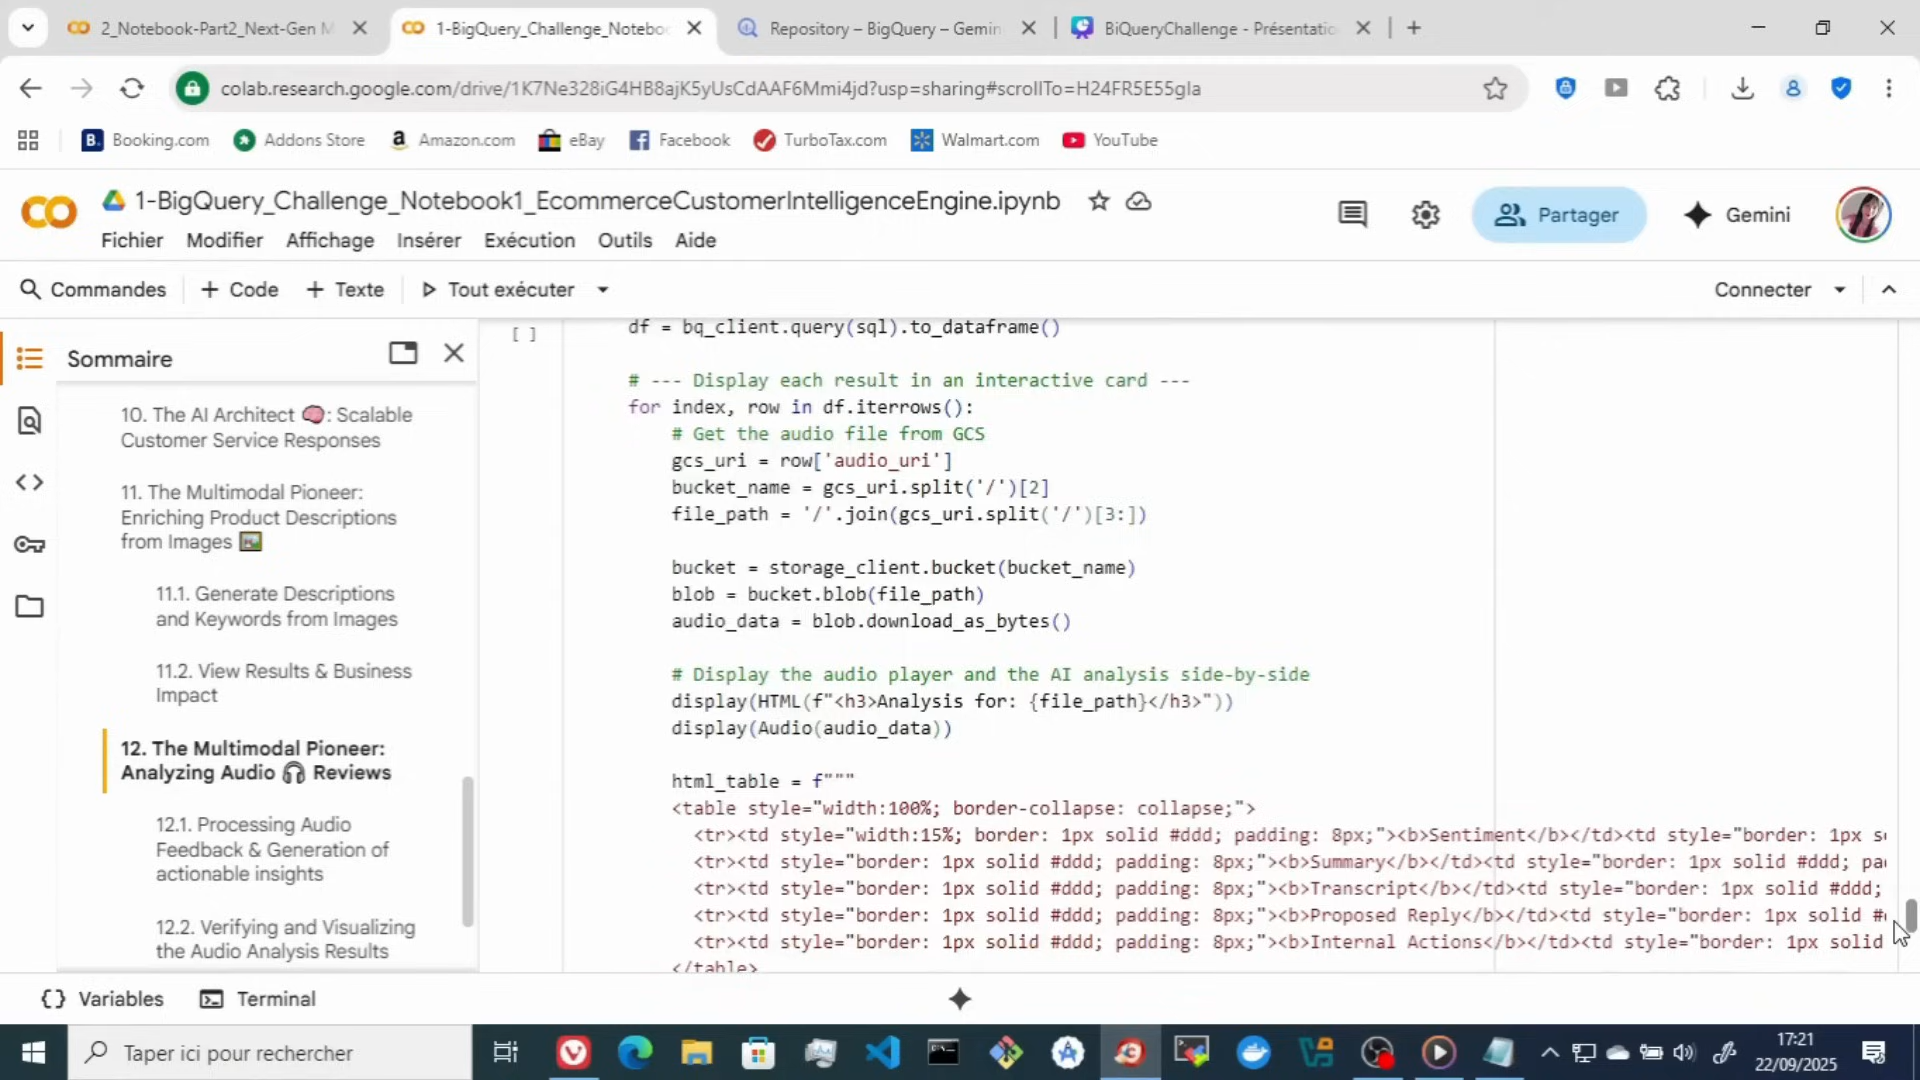 2_Notebook-Part2_Next-Gen M
1-BigQuery_Challenge_Notebo
Repository – BigQuery – Gemin
BiQueryChallenge - Présentatio
colab.research.google.com/drive/1K7Ne328iG4HB8ajK5yUsCdAAF6Mmi4jd?usp=sharing#scrollTo=H24FR5E55gIa
Booking.com
Addons Store
Amazon.com
eBay
Facebook
TurboTax.com
Walmart.com
YouTube
1-BigQuery_Challenge_Notebook1_EcommerceCustomerIntelligenceEngine.ipynb
Partager
Gemini
Fichier
Modifier
Affichage
Insérer
Exécution
Outils
Aide
Commandes
+ Code
+ Texte
Tout exécuter
Connecter
Sommaire
10. The AI Architect 🧠: Scalable
Customer Service Responses
11. The Multimodal Pioneer:
Enriching Product Descriptions
from Images 🖼️
11.1. Generate Descriptions
and Keywords from Images
11.2. View Results & Business
Impact
12. The Multimodal Pioneer:
Analyzing Audio 🎧 Reviews
12.1. Processing Audio
Feedback & Generation of
actionable insights
12.2. Verifying and Visualizing
the Audio Analysis Results
[ ]
df = bq_client.query(sql).to_dataframe()
# --- Display each result in an interactive card ---
for index, row in df.iterrows():
# Get the audio file from GCS
gcs_uri = row['audio_uri']
bucket_name = gcs_uri.split('/')[2]
file_path = '/'.join(gcs_uri.split('/')[3:])
bucket = storage_client.bucket(bucket_name)
blob = bucket.blob(file_path)
audio_data = blob.download_as_bytes()
# Display the audio player and the AI analysis side-by-side
display(HTML(f"<h3>Analysis for: {file_path}</h3>"))
display(Audio(audio_data))
html_table = f"""
<table style="width:100%; border-collapse: collapse;">
<tr><td style="width:15%; border: 1px solid #ddd; padding: 8px;"><b>Sentiment</b></td><td style="border: 1px s
<tr><td style="border: 1px solid #ddd; padding: 8px;"><b>Summary</b></td><td style="border: 1px solid #ddd; pa
<tr><td style="border: 1px solid #ddd; padding: 8px;"><b>Transcript</b></td><td style="border: 1px solid #ddd;
<tr><td style="border: 1px solid #ddd; padding: 8px;"><b>Proposed Reply</b></td><td style="border: 1px solid #
<tr><td style="border: 1px solid #ddd; padding: 8px;"><b>Internal Actions</b></td><td style="border: 1px solid
</table>
Variables
Terminal
Taper ici pour rechercher
17:21
22/09/2025